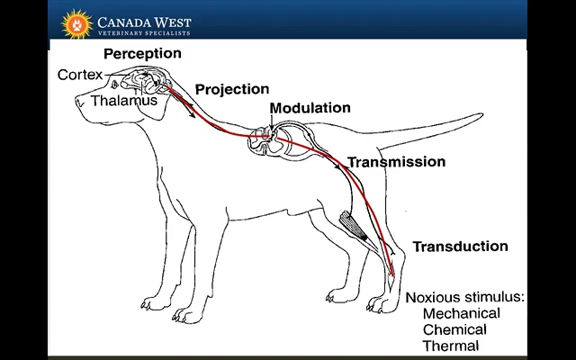 CANADA WEST
VETERINARY SPECIALISTS
Perception
Cortex
Thalamus
Projection
Modulation
Transmission
Transduction
Noxious stimulus:
Mechanical
Chemical
Thermal